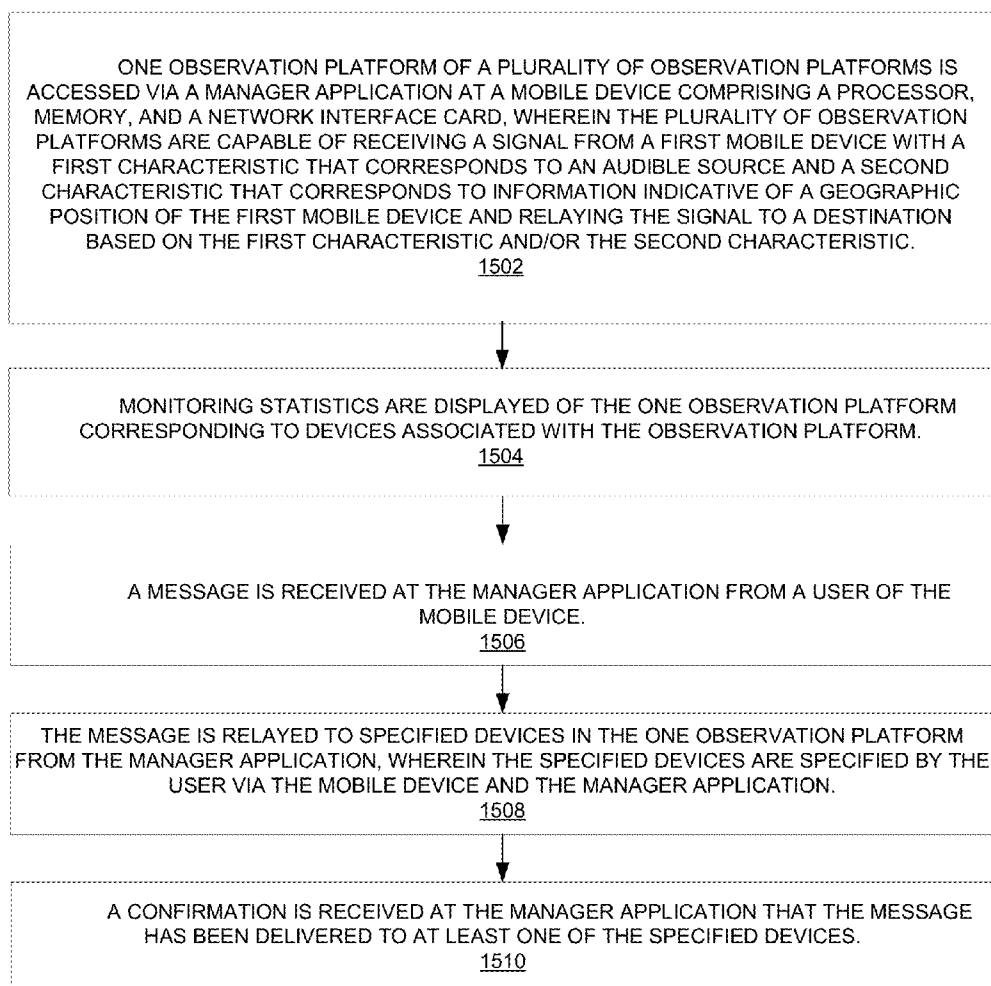 ONE OBSERVATION PLATFORM OF A PLURALITY OF OBSERVATION PLATFORMS IS
ACCESSED VIA A MANAGER APPLICATION AT A MOBILE DEVICE COMPRISING A PROCESSOR,
MEMORY, AND A NETWORK INTERFACE CARD, WHEREIN THE PLURALITY OF OBSERVATION
PLATFORMS ARE CAPABLE OF RECEIVING A SIGNAL FROM A FIRST MOBILE DEVICE WITH A
FIRST CHARACTERISTIC THAT CORRESPONDS TO AN AUDIBLE SOURCE AND A SECOND
CHARACTERISTIC THAT CORRESPONDS TO INFORMATION INDICATIVE OF A GEOGRAPHIC
POSITION OF THE FIRST MOBILE DEVICE AND RELAYING THE SIGNAL TO A DESTINATION
BASED ON THE FIRST CHARACTERISTIC AND/OR THE SECOND CHARACTERISTIC.
1502
MONITORING STATISTICS ARE DISPLAYED OF THE ONE OBSERVATION PLATFORM
CORRESPONDING TO DEVICES ASSOCIATED WITH THE OBSERVATION PLATFORM.
1504
A MESSAGE IS RECEIVED AT THE MANAGER APPLICATION FROM A USER OF THE
MOBILE DEVICE.
1506
THE MESSAGE IS RELAYED TO SPECIFIED DEVICES IN THE ONE OBSERVATION PLATFORM
FROM THE MANAGER APPLICATION, WHEREIN THE SPECIFIED DEVICES ARE SPECIFIED BY THE
USER VIA THE MOBILE DEVICE AND THE MANAGER APPLICATION.
1508
A CONFIRMATION IS RECEIVED AT THE MANAGER APPLICATION THAT THE MESSAGE
HAS BEEN DELIVERED TO AT LEAST ONE OF THE SPECIFIED DEVICES.
1510